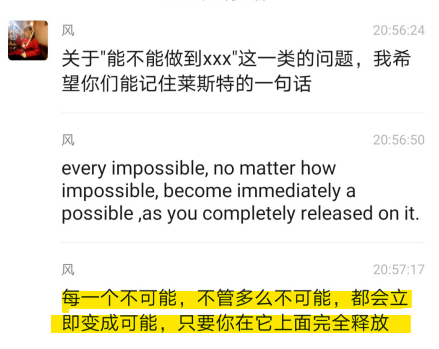 风 20:56:24
关于"能不能做到xxx"这一类的问题，我希
望你们能记住莱斯特的一句话
风 20:56:50
every impossible, no matter how
impossible, become immediately a
possible ,as you completely released on it.
风 20:57:17
每一个不可能，不管多么不可能，都会立
即变成可能，只要你在它上面完全释放